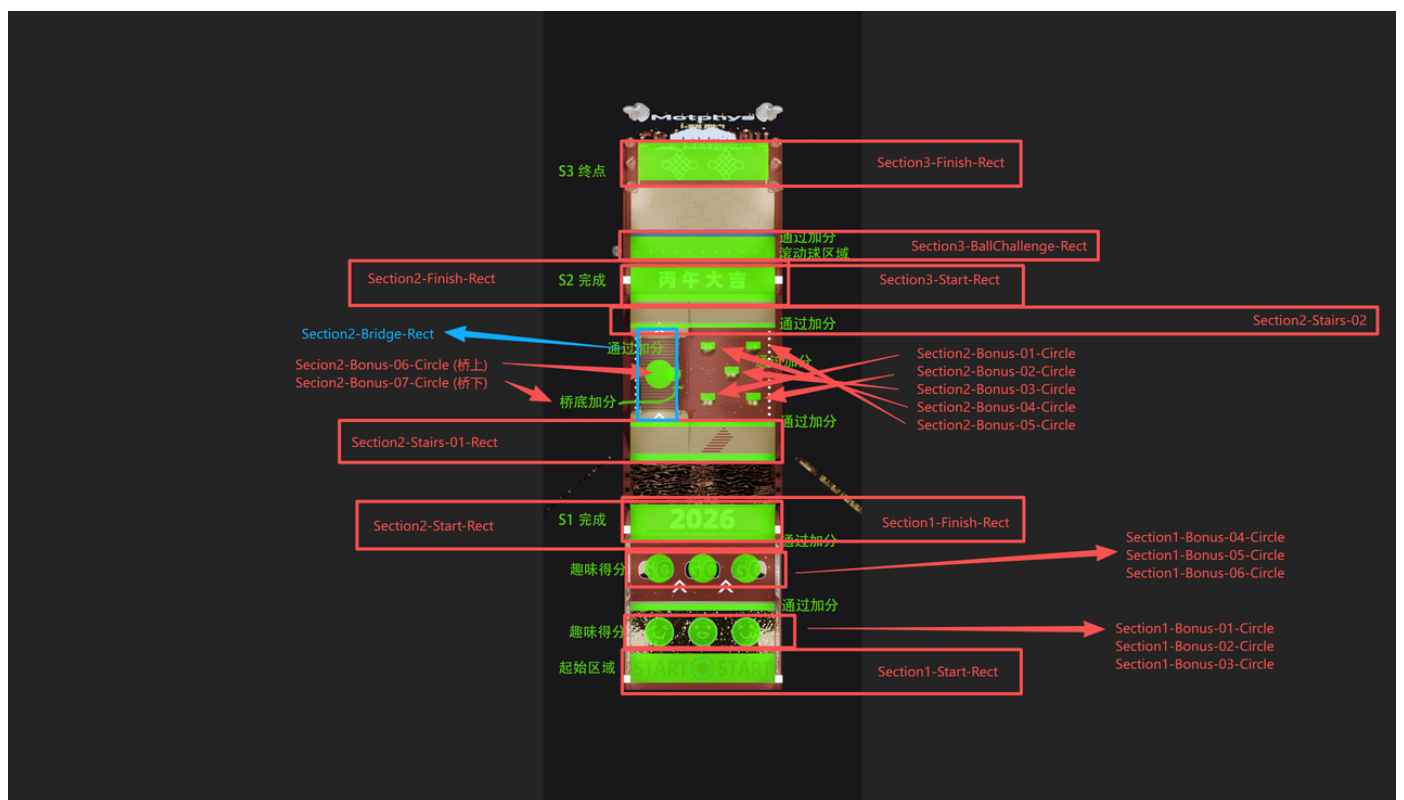 Motphys
S3 终点
Section3-Finish-Rect
通过加分
滚动球区域
Section3-BallChallenge-Rect
Section2-Finish-Rect
S2 完成
丙午大吉
Section3-Start-Rect
通过加分
Section2-Stairs-02
Section2-Bridge-Rect
通过加分
通过加分
Secion2-Bonus-06-Circle (桥上)
Secion2-Bonus-07-Circle (桥下)
Section2-Bonus-01-Circle
Section2-Bonus-02-Circle
Section2-Bonus-03-Circle
Section2-Bonus-04-Circle
Section2-Bonus-05-Circle
桥底加分
通过加分
Section2-Stairs-01-Rect
Section2-Start-Rect
S1 完成
2026
Section1-Finish-Rect
通过加分
趣味得分
GO GO GO
Section1-Bonus-04-Circle
Section1-Bonus-05-Circle
Section1-Bonus-06-Circle
通过加分
趣味得分
Section1-Bonus-01-Circle
Section1-Bonus-02-Circle
Section1-Bonus-03-Circle
起始区域
START START
Section1-Start-Rect